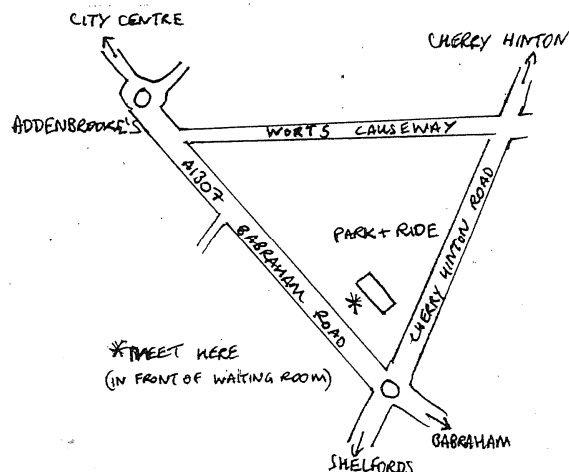 CITY CENTRE
CHERRY HINTON
ADDENBROOKE'S
WORTS CAUSEWAY
A1307
BABRAHAM ROAD
CHERRY HINTON ROAD
PARK + RIDE
*
*MEET HERE
(IN FRONT OF WAITING ROOM)
BABRAHAM
SHELFORDS